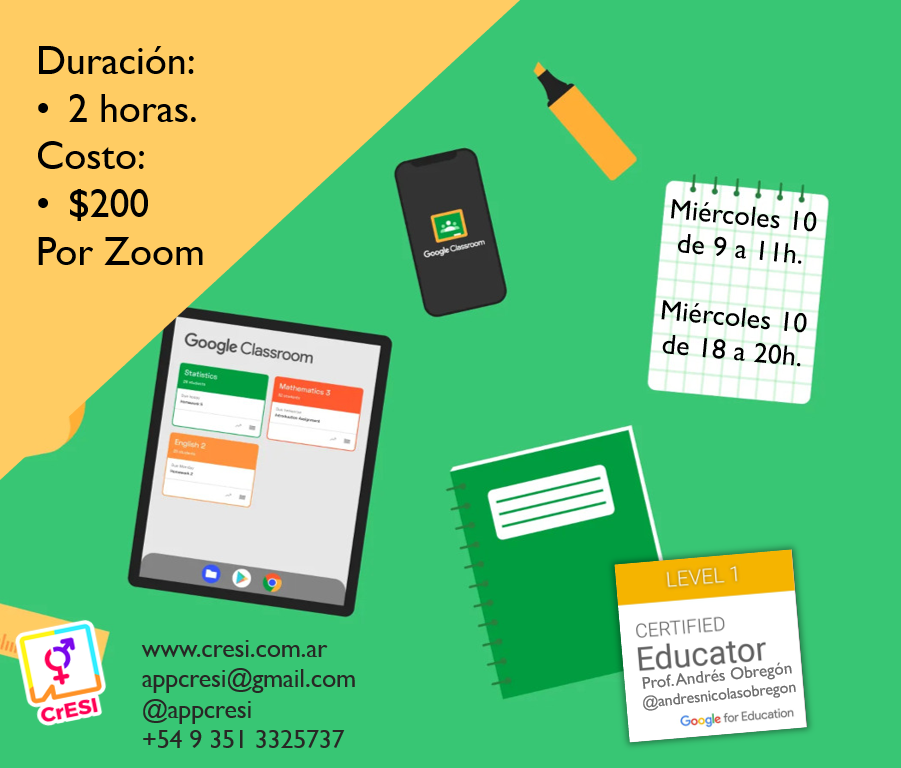 Duración:
• 2 horas.
Costo:
• $200
Por Zoom
Google Classroom
Miércoles 10
de 9 a 11h.
Miércoles 10
de 18 a 20h.
Google Classroom
Statistics
Mathematics 3
English 2
LEVEL 1
CERTIFIED
Educator
Prof. Andrés Obregón
@andresnicolasobregon
Google for Education
CrESI
www.cresi.com.ar
appcresi@gmail.com
@appcresi
+54 9 351 3325737